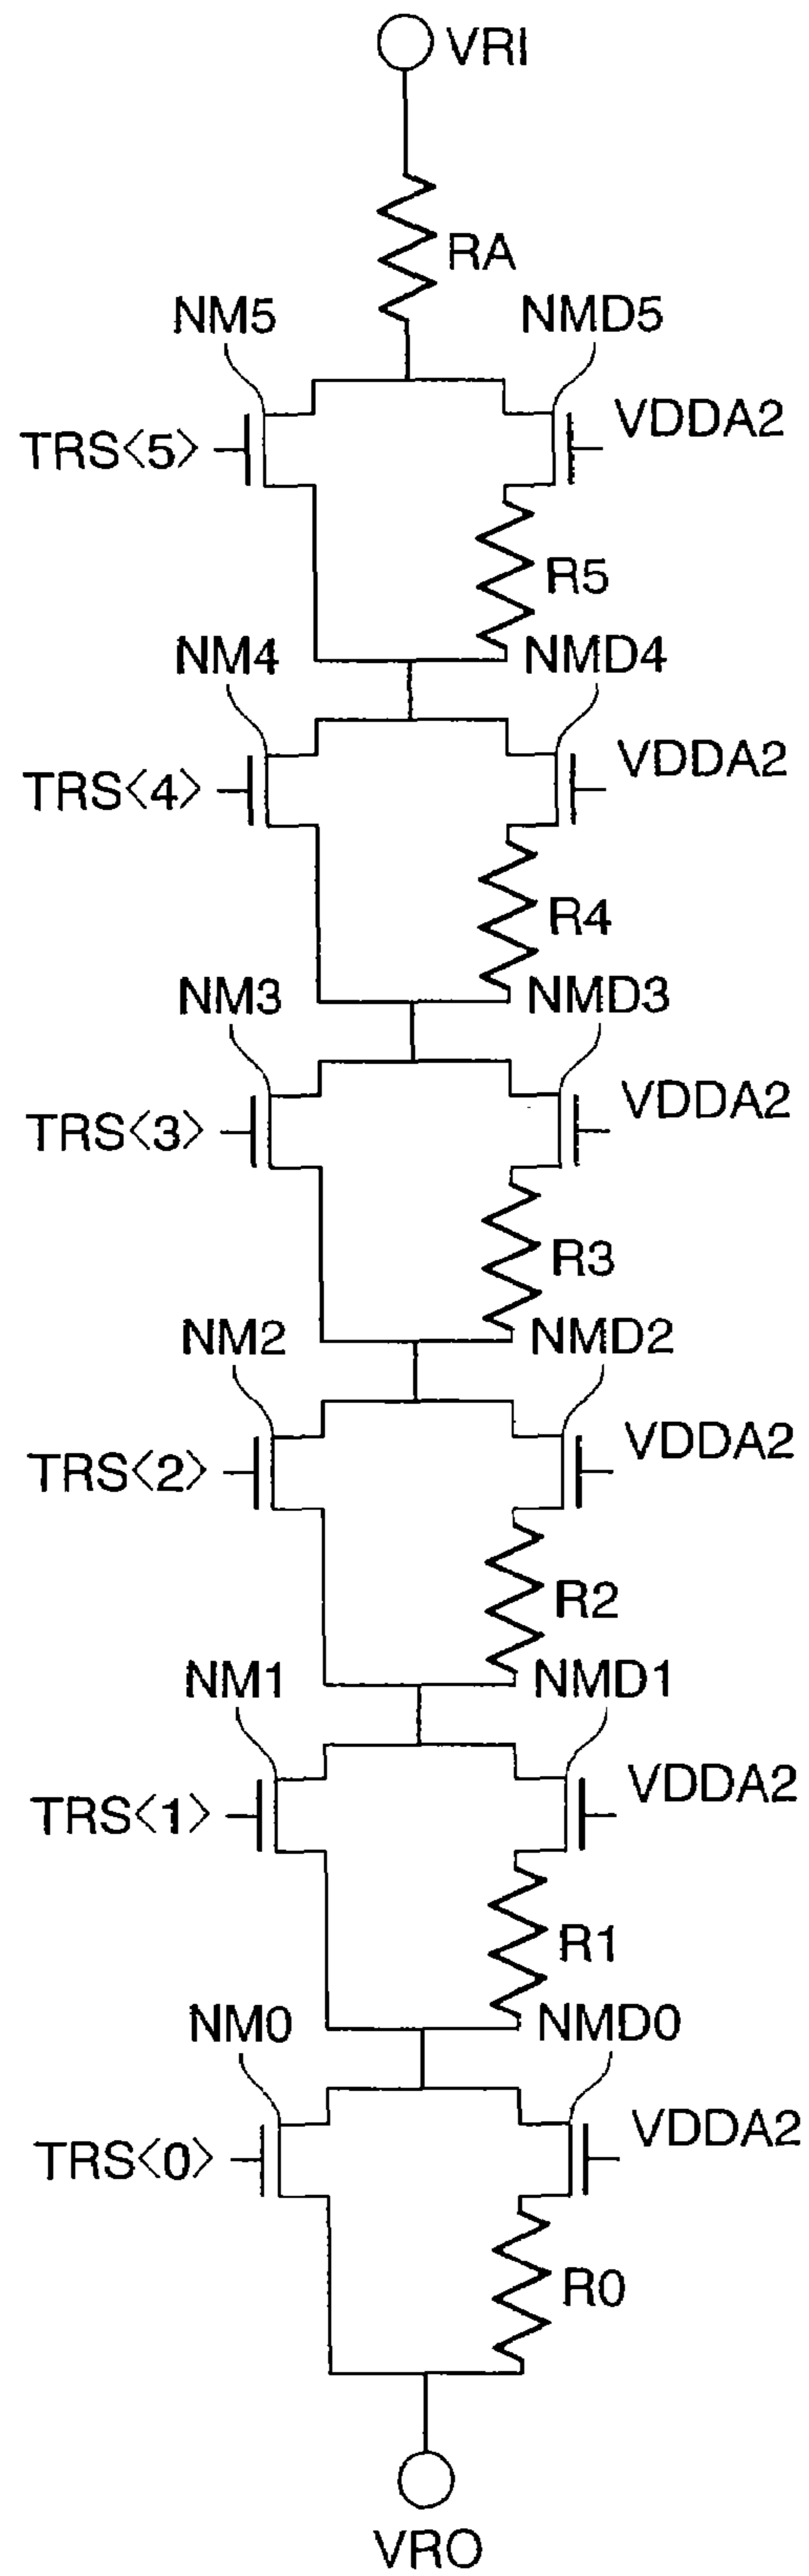 VRI
RA
NM5 NMD5
TRS<5> VDDA2
R5
NM4 NMD4
TRS<4> VDDA2
R4
NM3 NMD3
TRS<3> VDDA2
R3
NM2 NMD2
TRS<2> VDDA2
R2
NM1 NMD1
TRS<1> VDDA2
R1
NM0 NMD0
TRS<0> VDDA2
R0
VRO